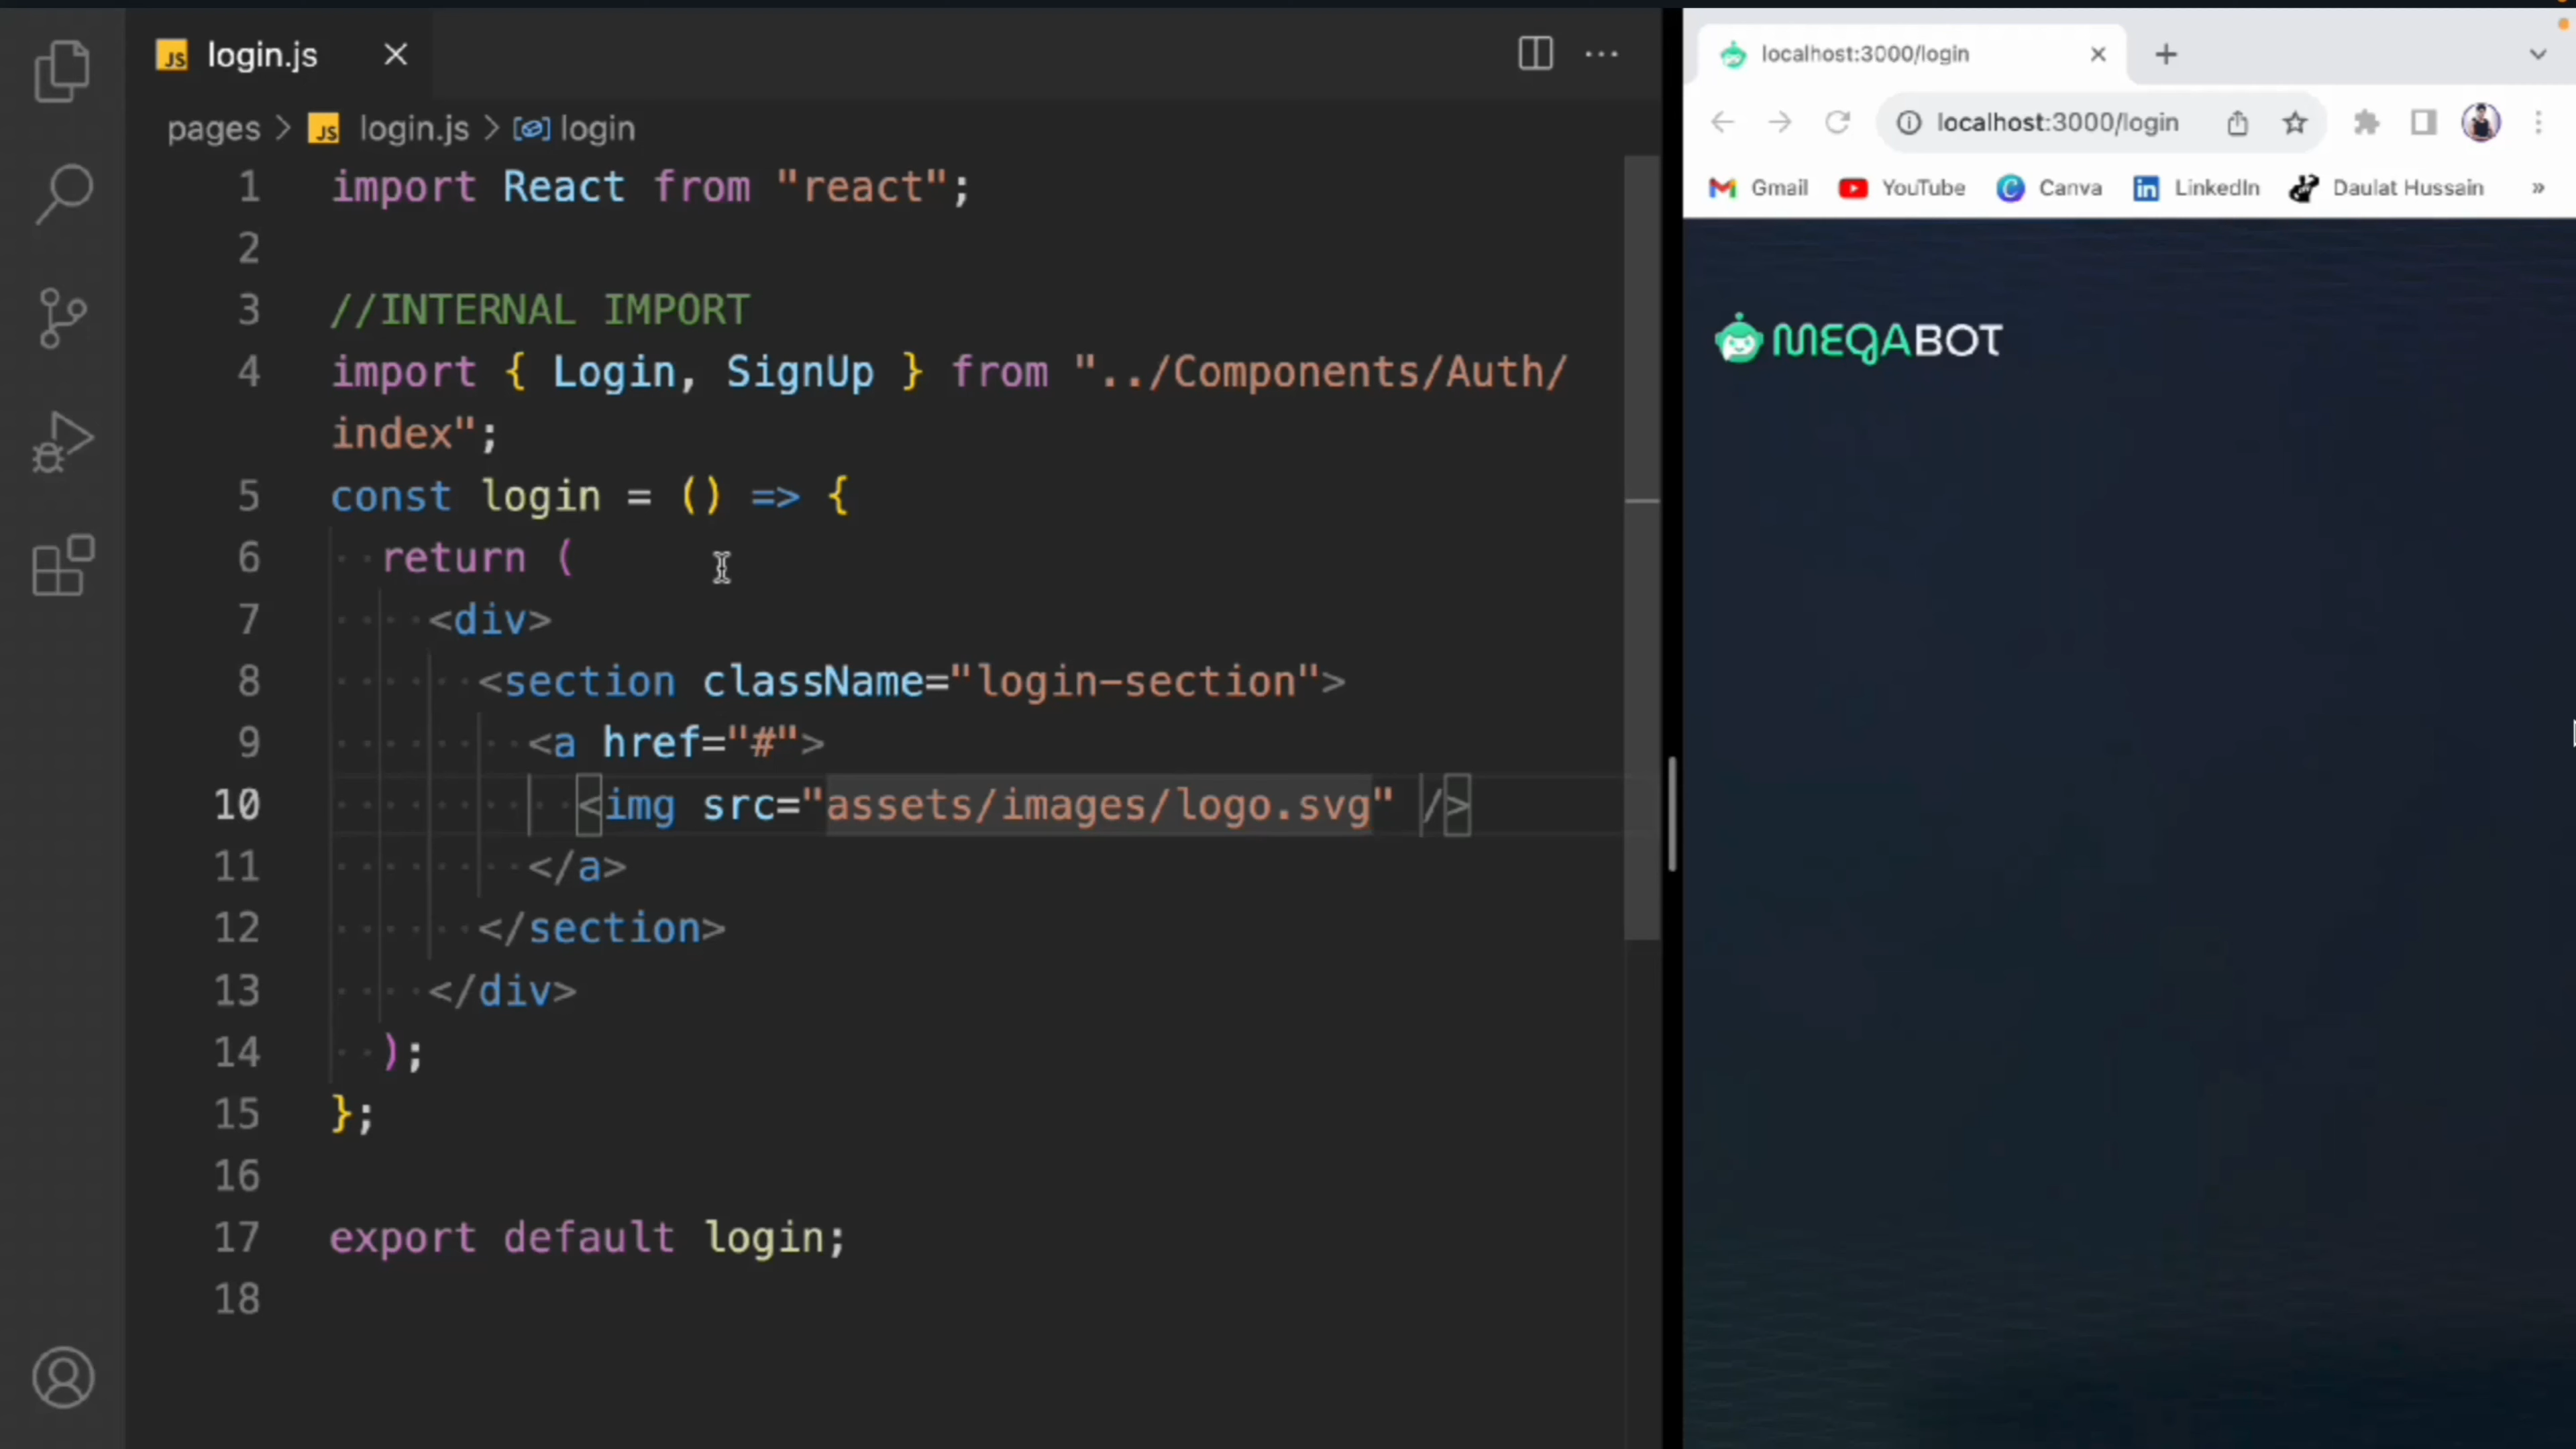 login.js
pages > login.js > login
1 import React from "react";
2
3 //INTERNAL IMPORT
4 import { Login, SignUp } from "../Components/Auth/
index";
5 const login = () => {
6 return (
7 <div>
8 <section className="login-section">
9 <a href="#">
10 <img src="assets/images/logo.svg" />
11 </a>
12 </section>
13 </div>
14 );
15 };
16
17 export default login;
18
localhost:3000/login
localhost:3000/login
Gmail YouTube Canva LinkedIn Daulat Hussain »
MEGABOT